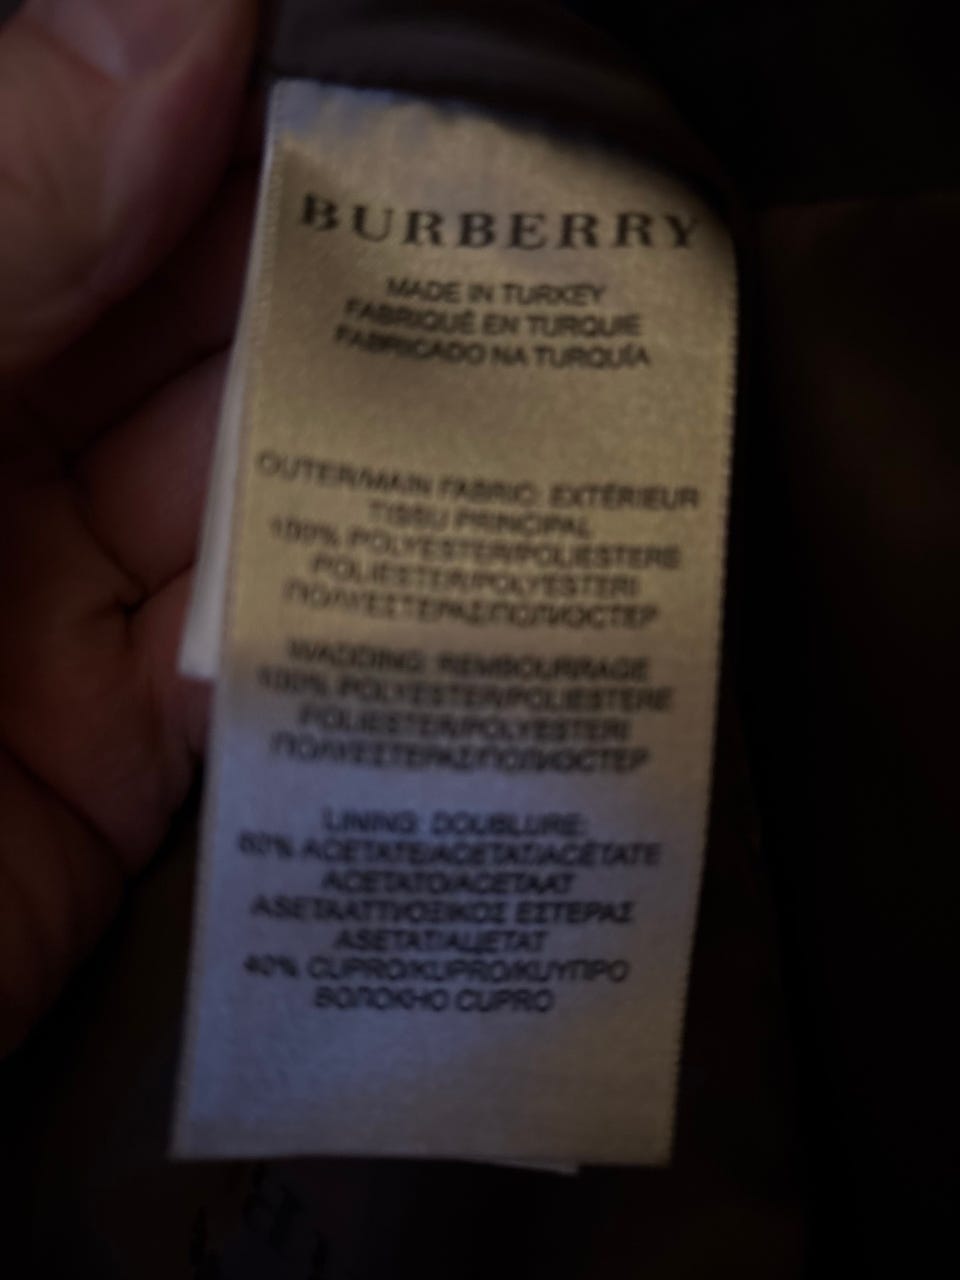 BURBERRY
MADE IN TURKEY
FABRIQUÉ EN TURQUIE
FABRICADO NA TURQUÍA
OUTER/MAIN FABRIC: EXTÉRIEUR
TISSU PRINCIPAL
100% POLYESTER/POLIESTERE
POLIESTER/POLYESTERI
ΠΟΛΥΕΣΤΕΡΑΣ/ПОЛИЭСТЕР
WADDING: REMBOURRAGE
100% POLYESTER/POLIESTERE
POLIESTER/POLYESTERI
ΠΟΛΥΕΣΤΕΡΑΣ/ПОЛИЭСТЕР
LINING: DOUBLURE:
60% ACETATE/ACETAT/ACÉTATE
ACETATO/ACETAAT
ASETAATTI/ΟΞΙΚΟΣ ΕΣΤΕΡΑΣ
ASETAT/АЦЕТАТ
40% CUPRO/KUPRO/ΚΥΠΡΟ
ВОЛОКНО CUPRO